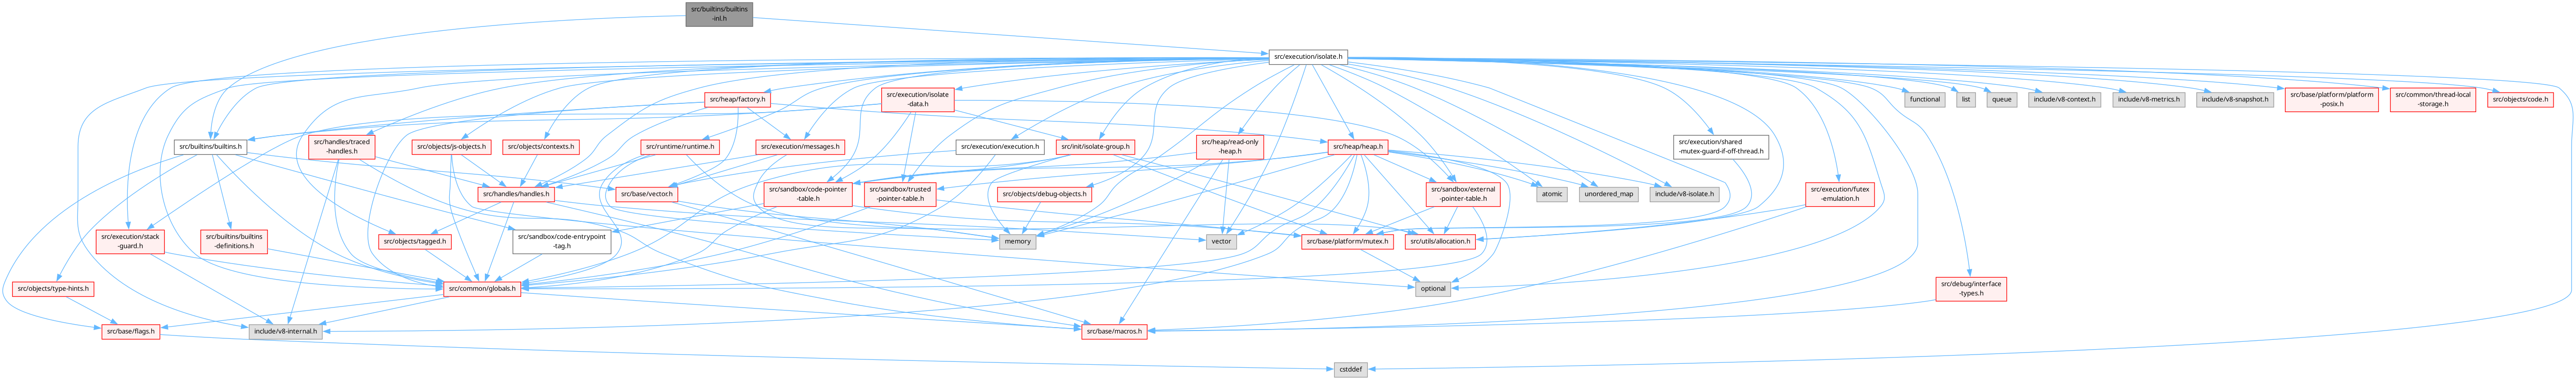 src/builtins/builtins
-inl.h
src/execution/isolate.h
src/heap/factory.h
src/execution/isolate
-data.h
functional
list
queue
include/v8-context.h
include/v8-metrics.h
include/v8-snapshot.h
src/base/platform/platform
-posix.h
src/common/thread-local
-storage.h
src/objects/code.h
src/builtins/builtins.h
src/handles/traced
-handles.h
src/objects/js-objects.h
src/objects/contexts.h
src/runtime/runtime.h
src/execution/messages.h
src/execution/execution.h
src/init/isolate-group.h
src/heap/read-only
-heap.h
src/heap/heap.h
src/execution/shared
-mutex-guard-if-off-thread.h
src/handles/handles.h
src/base/vector.h
src/sandbox/code-pointer
-table.h
src/sandbox/trusted
-pointer-table.h
src/objects/debug-objects.h
src/sandbox/external
-pointer-table.h
atomic
unordered_map
include/v8-isolate.h
src/execution/futex
-emulation.h
src/execution/stack
-guard.h
src/builtins/builtins
-definitions.h
src/objects/tagged.h
src/sandbox/code-entrypoint
-tag.h
memory
vector
src/base/platform/mutex.h
src/utils/allocation.h
src/objects/type-hints.h
src/common/globals.h
optional
src/debug/interface
-types.h
src/base/flags.h
include/v8-internal.h
src/base/macros.h
cstddef